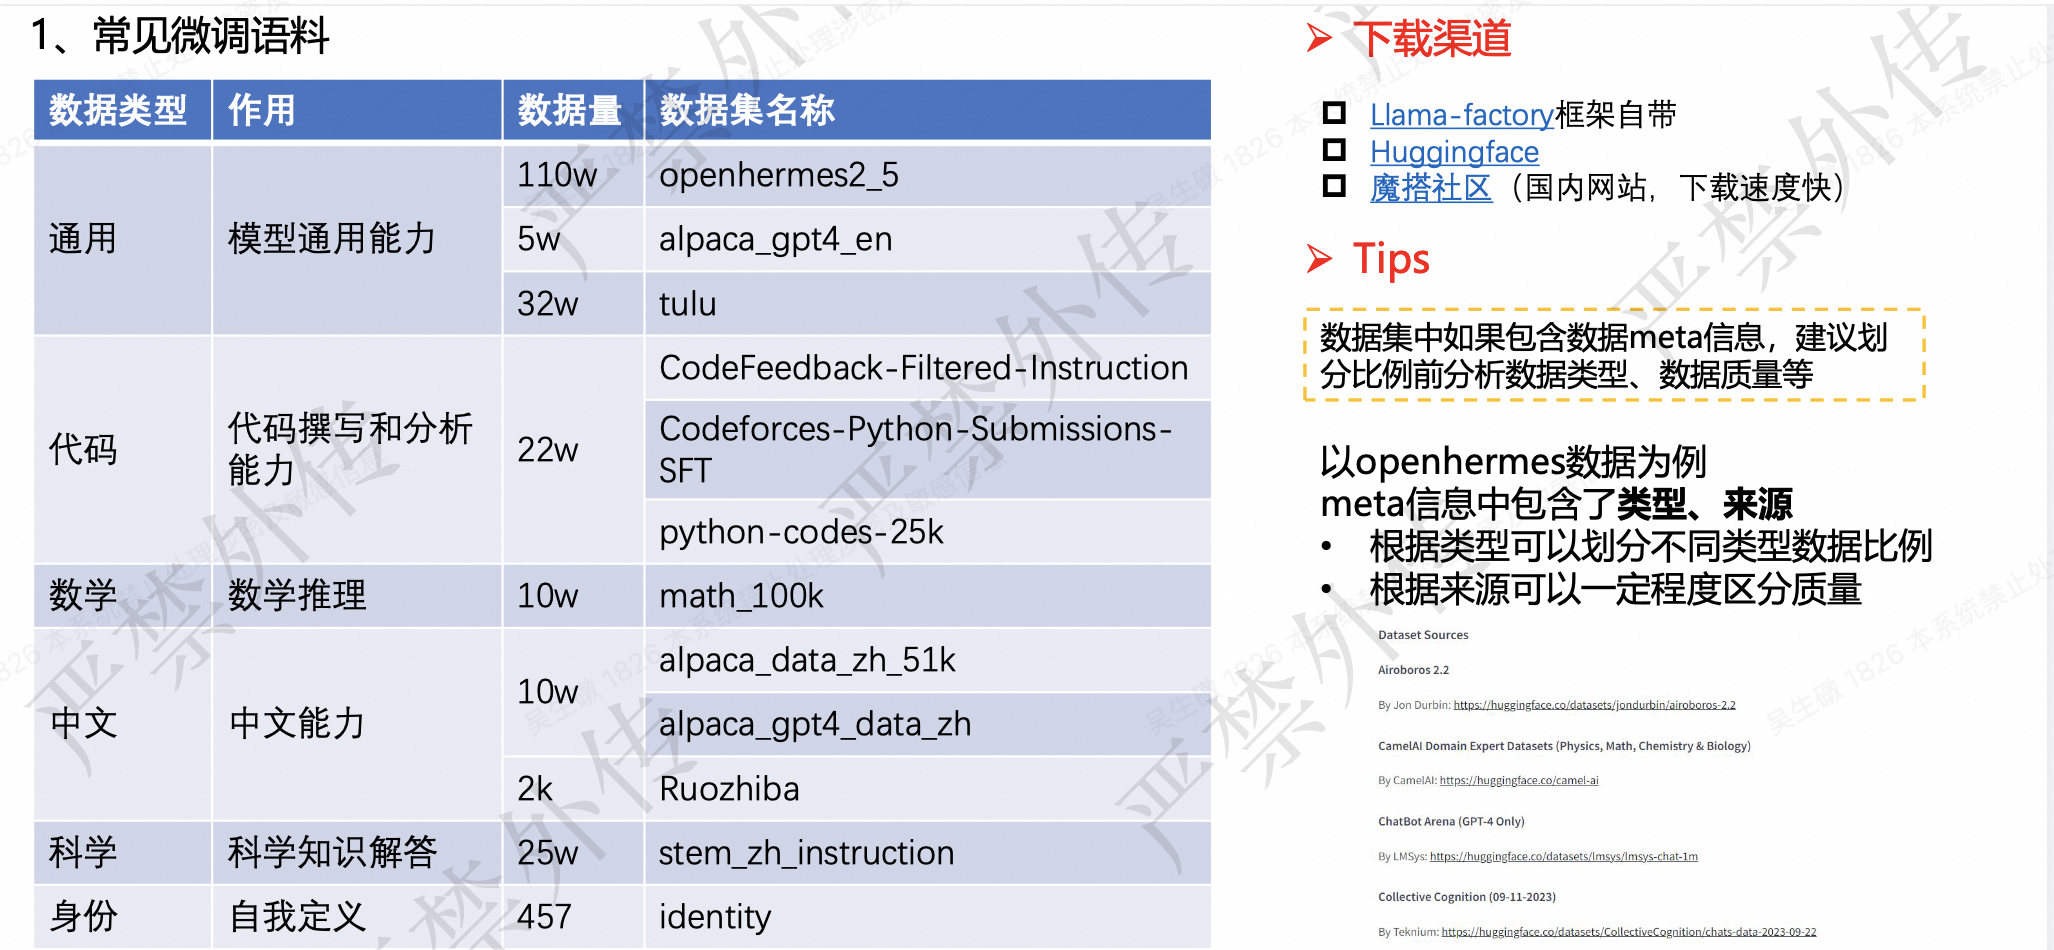 1、常见微调语料
数据类型 作用 数据量 数据集名称
通用 模型通用能力 110w openhermes2_5
5w alpaca_gpt4_en
32w tulu
代码 代码撰写和分析能力 22w CodeFeedback-Filtered-Instruction
Codeforces-Python-Submissions-
SFT
python-codes-25k
数学 数学推理 10w math_100k
中文 中文能力 10w alpaca_data_zh_51k
alpaca_gpt4_data_zh
2k Ruozhiba
科学 科学知识解答 25w stem_zh_instruction
身份 自我定义 457 identity
下载渠道
Llama-factory框架自带
Huggingface
魔搭社区（国内网站，下载速度快）
Tips
数据集中如果包含数据meta信息，建议划
分比例前分析数据类型、数据质量等
以openhermes数据为例
meta信息中包含了类型、来源
• 根据类型可以划分不同类型数据比例
• 根据来源可以一定程度区分质量
Dataset Sources
Airoboros 2.2
By Jon Durbin: https://huggingface.co/datasets/jondurbin/airoboros-2.2
CamelAI Domain Expert Datasets (Physics, Math, Chemistry & Biology)
By CamelAI: https://huggingface.co/camel-ai
ChatBot Arena (GPT-4 Only)
By LMSys: https://huggingface.co/datasets/lmsys/lmsys-chat-1m
Collective Cognition (09-11-2023)
By Teknium: https://huggingface.co/datasets/CollectiveCognition/chats-data-2023-09-22
严禁外传